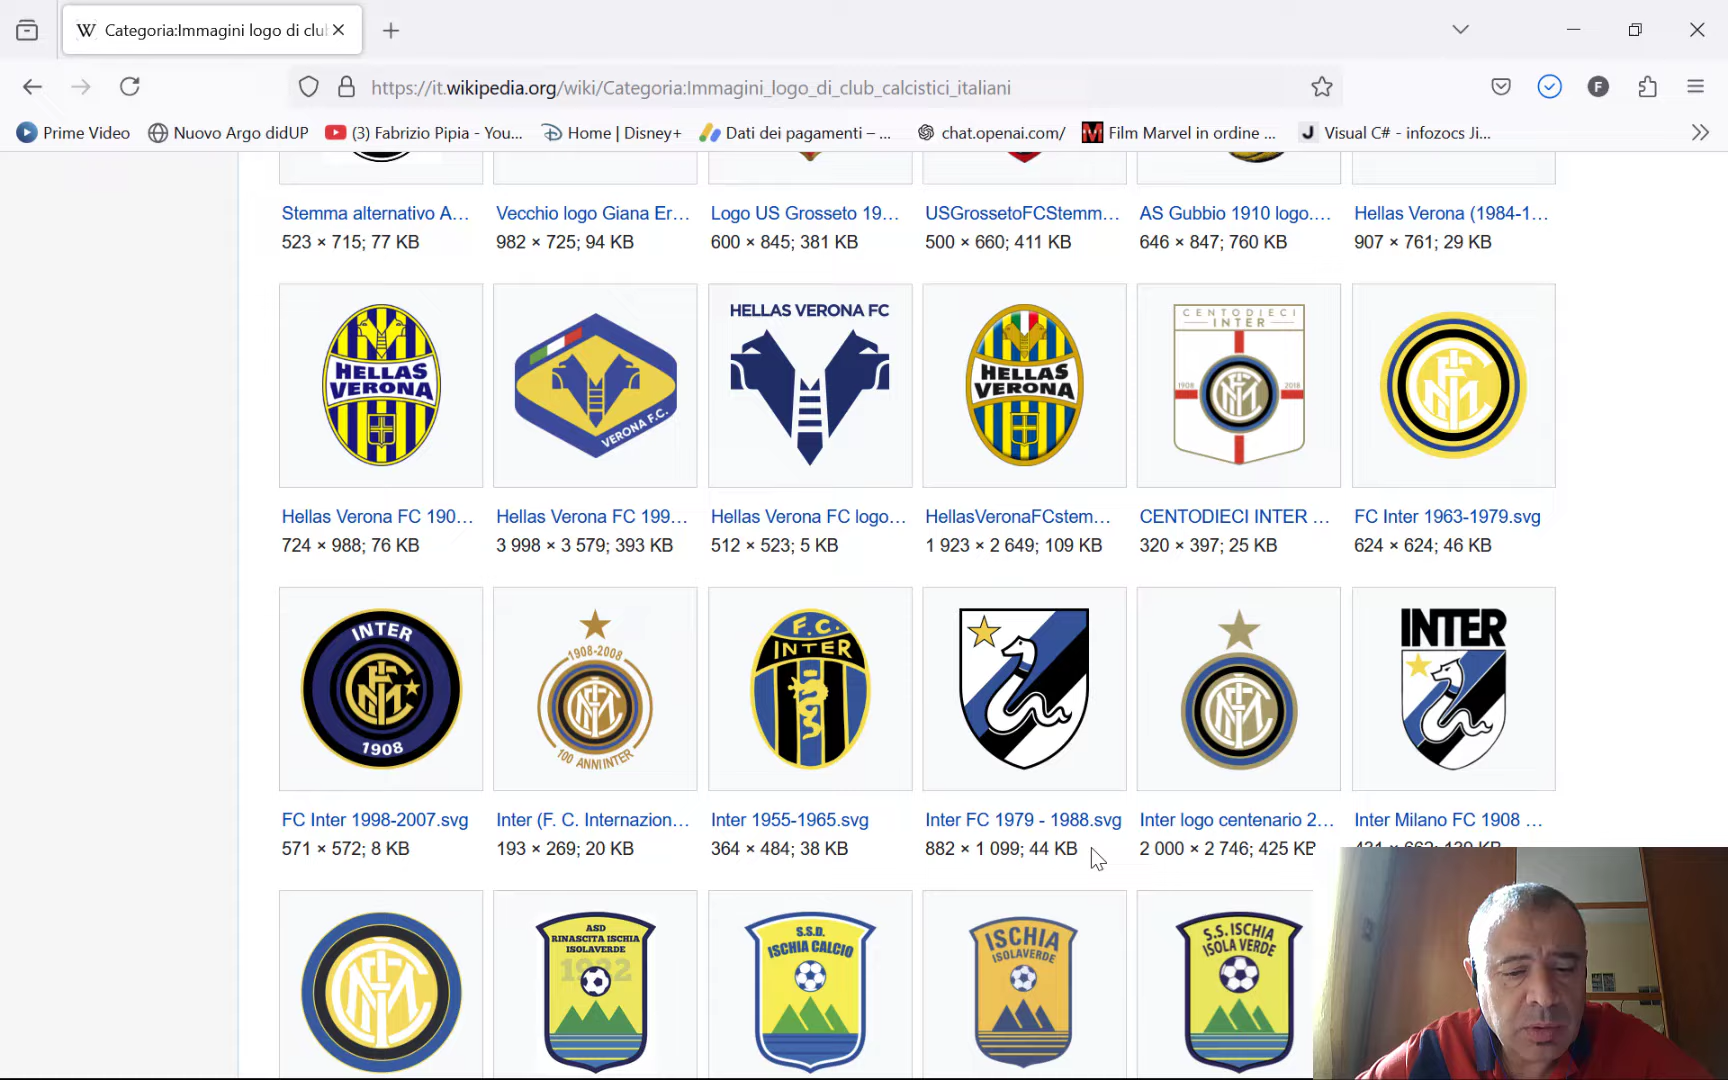 W Categoria:Immagini logo di clu
https://it.wikipedia.org/wiki/Categoria:Immagini_logo_di_club_calcistici_italiani
F
Prime Video Nuovo Argo didUP (3) Fabrizio Pipia - You... Home | Disney+ Dati dei pagamenti – ... chat.openai.com/ M Film Marvel in ordine ... J Visual C# - infozocs Ji...
Stemma alternativo A... Vecchio logo Giana Er... Logo US Grosseto 19... USGrossetoFCStemm... AS Gubbio 1910 logo.... Hellas Verona (1984-1...
523 × 715; 77 KB 982 × 725; 94 KB 600 × 845; 381 KB 500 × 660; 411 KB 646 × 847; 760 KB 907 × 761; 29 KB
HELLAS
VERONA
VERONA F.C.
HELLAS VERONA FC
HELLAS
VERONA
CENTODIECI
INTER
1908 2018
Hellas Verona FC 190... Hellas Verona FC 199... Hellas Verona FC logo... HellasVeronaFCstem... CENTODIECI INTER ... FC Inter 1963-1979.svg
724 × 988; 76 KB 3 998 × 3 579; 393 KB 512 × 523; 5 KB 1 923 × 2 649; 109 KB 320 × 397; 25 KB 624 × 624; 46 KB
INTER
1908
1908-2008
100 ANNI INTER
F.C.
INTER
INTER
FC Inter 1998-2007.svg Inter (F. C. Internazion... Inter 1955-1965.svg Inter FC 1979 - 1988.svg Inter logo centenario 2... Inter Milano FC 1908 ...
571 × 572; 8 KB 193 × 269; 20 KB 364 × 484; 38 KB 882 × 1 099; 44 KB 2 000 × 2 746; 425 KB
ASD
RINASCITA ISCHIA
ISOLAVERDE
1922
S.S.D.
ISCHIA CALCIO
ISCHIA
ISOLAVERDE
S.S. ISCHIA
ISOLA VERDE